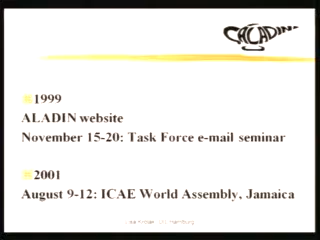 CALADIN
1999
ALADIN website
November 15-20: Task Force e-mail seminar
2001
August 9-12: ICAE World Assembly, Jamaica